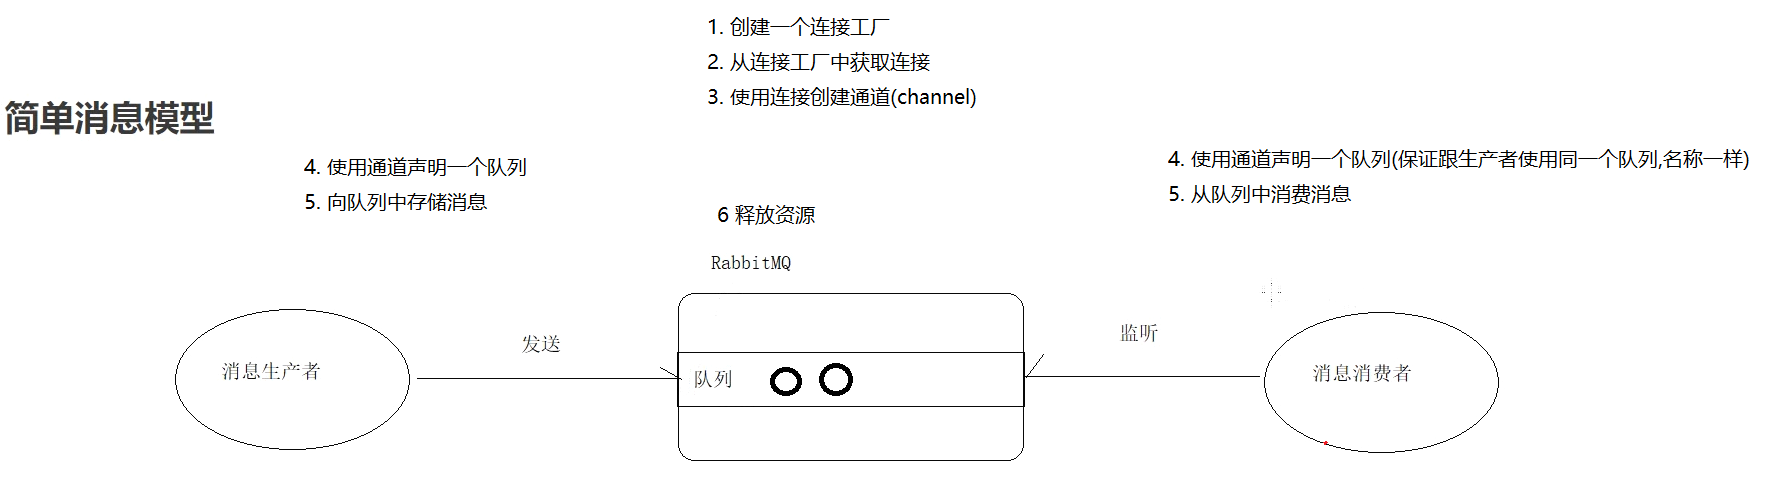 1. 创建一个连接工厂
2. 从连接工厂中获取连接
3. 使用连接创建通道(channel)
简单消息模型
4. 使用通道声明一个队列
5. 向队列中存储消息
4. 使用通道声明一个队列(保证跟生产者使用同一个队列,名称一样)
5. 从队列中消费消息
6 释放资源
RabbitMQ
消息生产者
发送
队列
监听
消息消费者